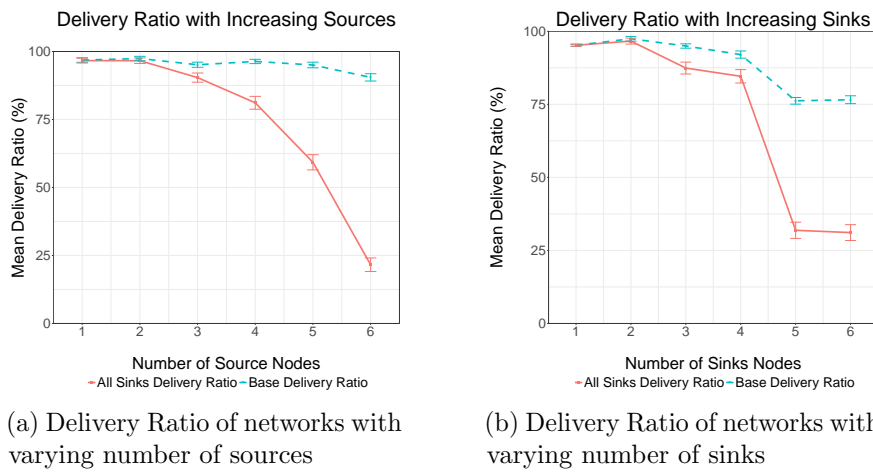 Delivery Ratio with Increasing Sources
100
75
50
25
0
Mean Delivery Ratio (%)
1 2 3 4 5 6
Number of Source Nodes
All Sinks Delivery Ratio Base Delivery Ratio
(a) Delivery Ratio of networks with
varying number of sources
Delivery Ratio with Increasing Sinks
100
75
50
25
0
Mean Delivery Ratio (%)
1 2 3 4 5 6
Number of Sinks Nodes
All Sinks Delivery Ratio Base Delivery Ratio
(b) Delivery Ratio of networks with
varying number of sinks